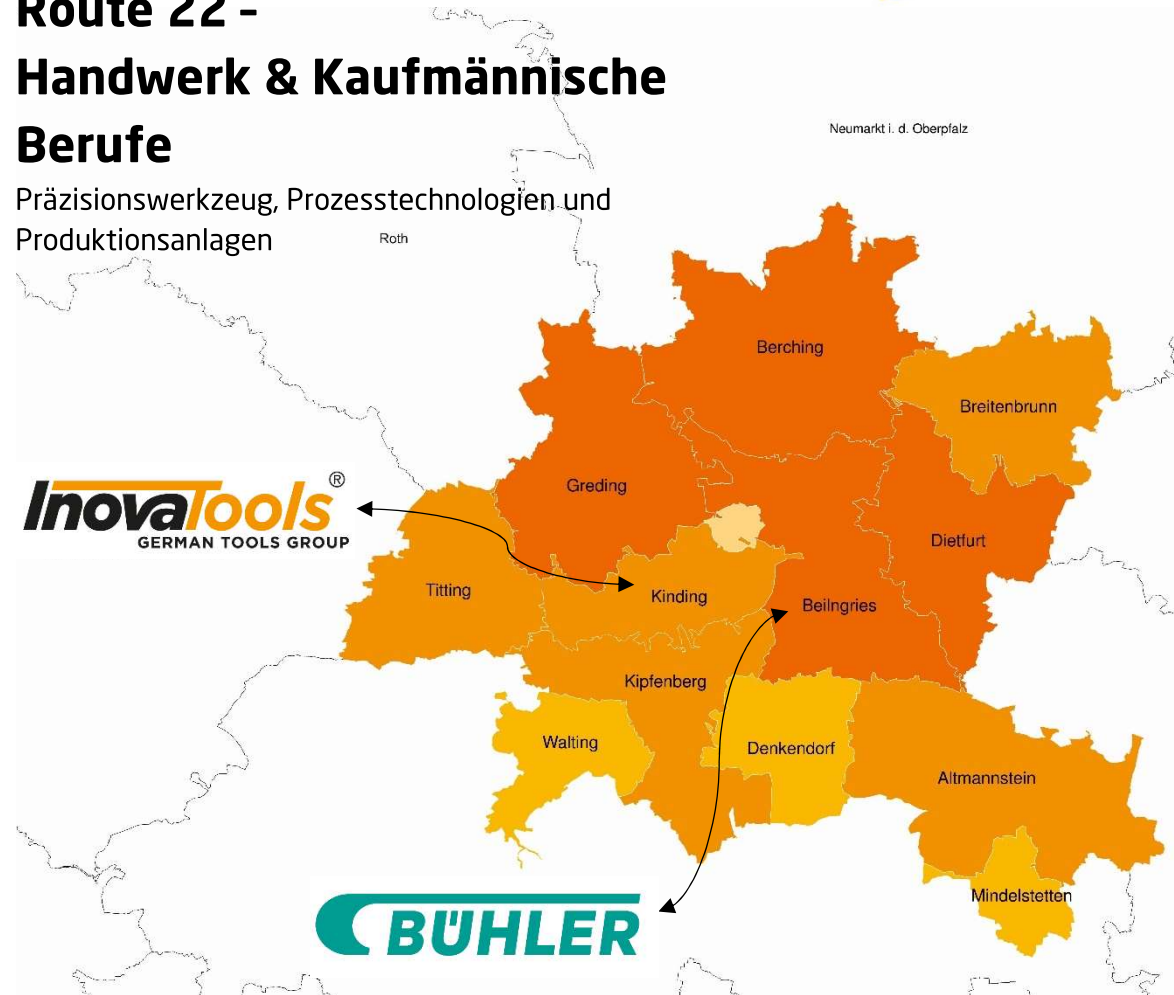 Route 22 –
Handwerk & Kaufmännische
Berufe
Präzisionswerkzeug, Prozesstechnologien und
Produktionsanlagen
Neumarkt i. d. Oberpfalz
Roth
Berching
Breitenbrunn
Greding
InovaTools®
GERMAN TOOLS GROUP
Dietfurt
Titting
Kinding
Beilngries
Kipfenberg
Walting
Denkendorf
Altmannstein
Mindelstetten
BÜHLER